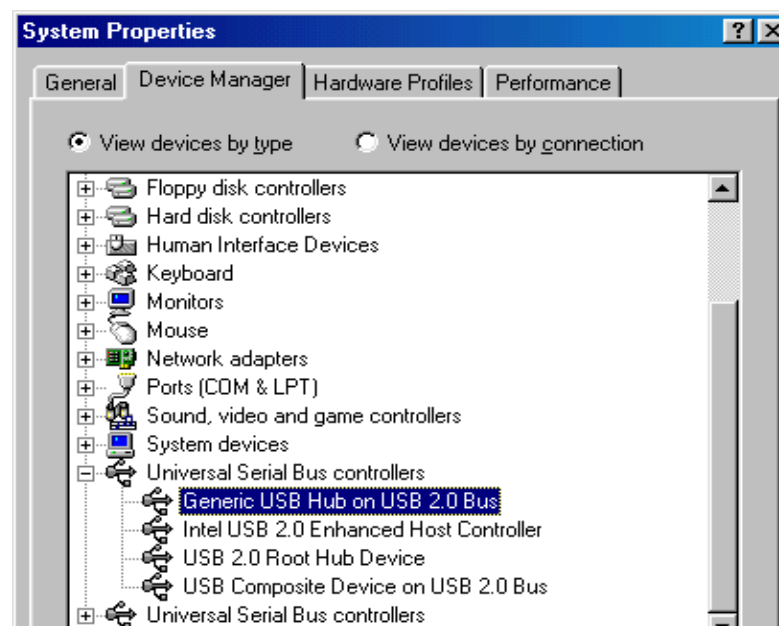 System Properties
General Device Manager Hardware Profiles Performance
View devices by type View devices by connection
Floppy disk controllers
Hard disk controllers
Human Interface Devices
Keyboard
Monitors
Mouse
Network adapters
Ports (COM & LPT)
Sound, video and game controllers
System devices
Universal Serial Bus controllers
Generic USB Hub on USB 2.0 Bus
Intel USB 2.0 Enhanced Host Controller
USB 2.0 Root Hub Device
USB Composite Device on USB 2.0 Bus
Universal Serial Bus controllers